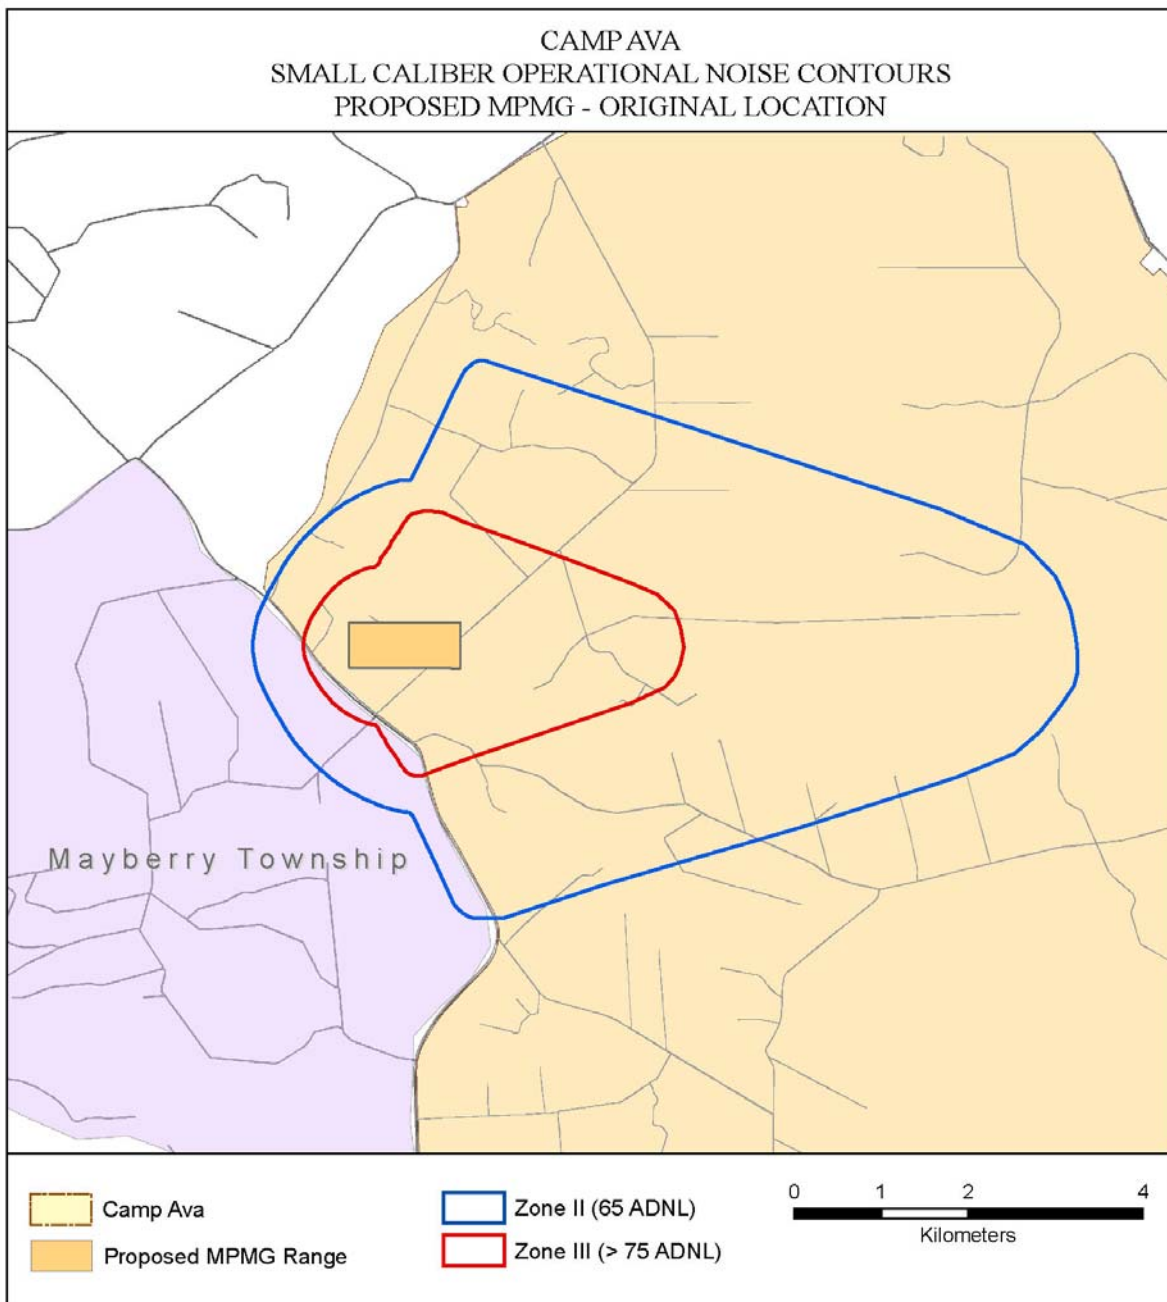 CAMP AVA
SMALL CALIBER OPERATIONAL NOISE CONTOURS
PROPOSED MPMG - ORIGINAL LOCATION
Mayberry Township
Camp Ava
Proposed MPMG Range
Zone II (65 ADNL)
Zone III (> 75 ADNL)
0 1 2 4
Kilometers